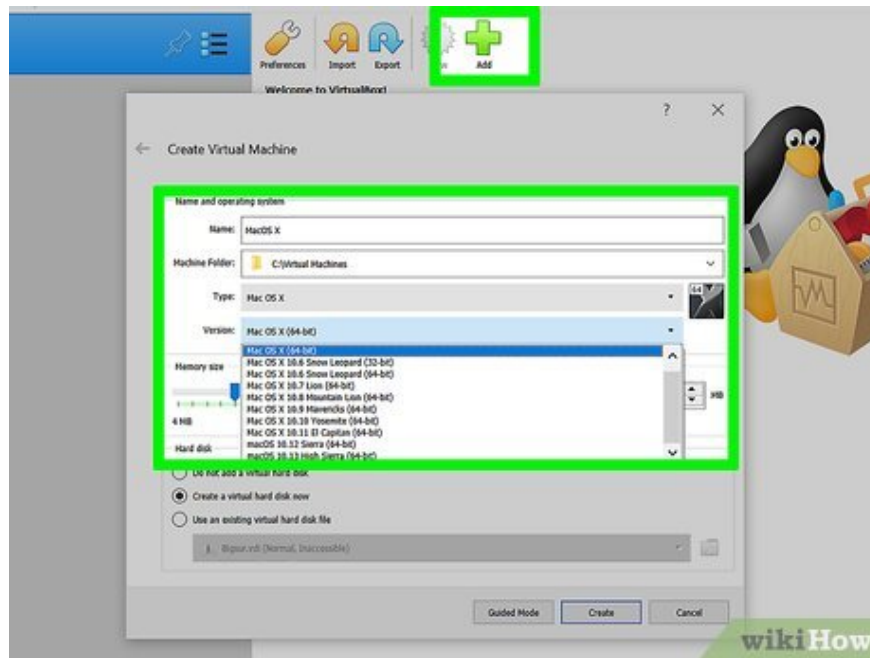 Preferences
Import
Export
Add
Welcome to VirtualBox!
?
Create Virtual Machine
Name and operating system
Name: MacOS X
Machine Folder: C:\Virtual Machines
Type: Mac OS X
64
Version: Mac OS X (64-bit)
Mac OS X (64-bit)
Mac OS X 10.6 Snow Leopard (32-bit)
Memory size
Mac OS X 10.6 Snow Leopard (64-bit)
Mac OS X 10.7 Lion (64-bit)
Mac OS X 10.8 Mountain Lion (64-bit)
MB
Mac OS X 10.9 Mavericks (64-bit)
4 MB
Mac OS X 10.10 Yosemite (64-bit)
Mac OS X 10.11 El Capitan (64-bit)
Hard disk
macOS 10.12 Sierra (64-bit)
macOS 10.13 High Sierra (64-bit)
Do not add a virtual hard disk
Create a virtual hard disk now
Use an existing virtual hard disk file
(Normal, Inaccessible)
Guided Mode
Create
Cancel
wikiHow